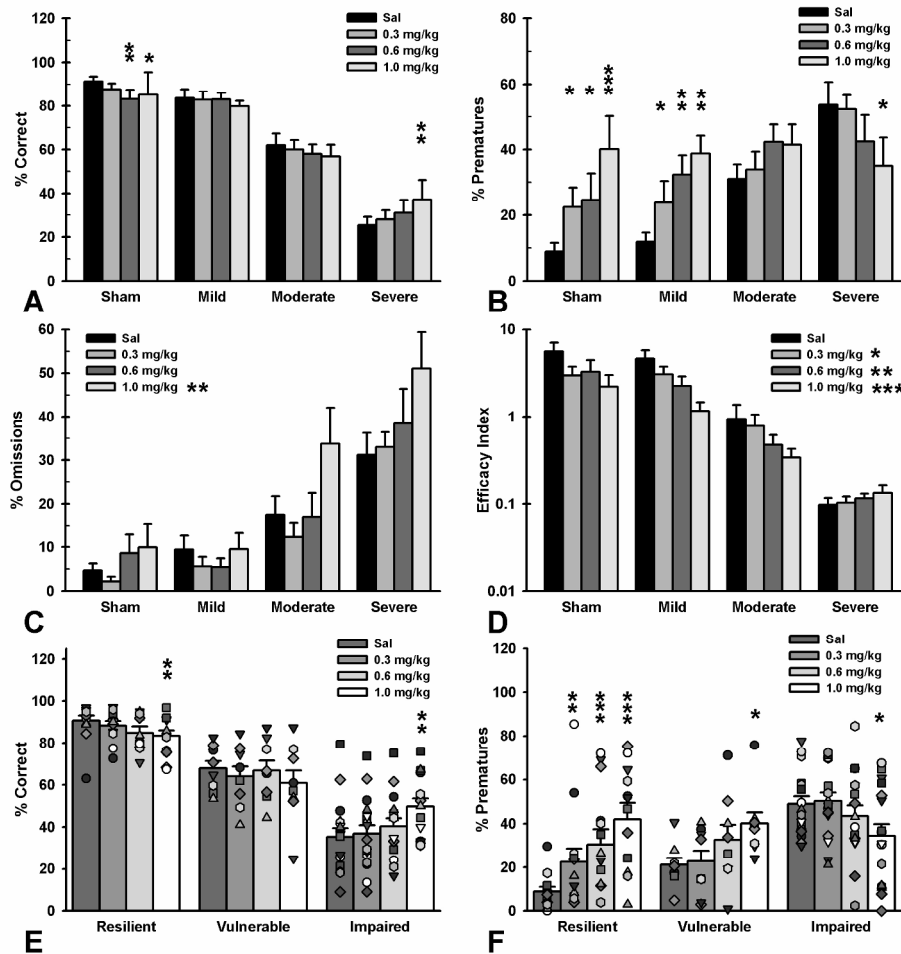 120
100
80
60
40
20
0
% Correct
Sal
0.3 mg/kg
0.6 mg/kg
1.0 mg/kg
**
*
**
Sham Mild Moderate Severe
A
80
60
40
20
0
% Prematures
Sal
0.3 mg/kg
0.6 mg/kg
1.0 mg/kg
* * *** * ** ** *
Sham Mild Moderate Severe
B
60
50
40
30
20
10
0
% Omissions
Sal
0.3 mg/kg
0.6 mg/kg
1.0 mg/kg **
Sham Mild Moderate Severe
C
10
1
0.1
0.01
Efficacy Index
Sal
0.3 mg/kg *
0.6 mg/kg **
1.0 mg/kg ***
Sham Mild Moderate Severe
D
120
100
80
60
40
20
0
% Correct
Sal
0.3 mg/kg
0.6 mg/kg
1.0 mg/kg
** **
Resilient Vulnerable Impaired
E
120
100
80
60
40
20
0
% Prematures
Sal
0.3 mg/kg
0.6 mg/kg
1.0 mg/kg
** *** *** * *
Resilient Vulnerable Impaired
F